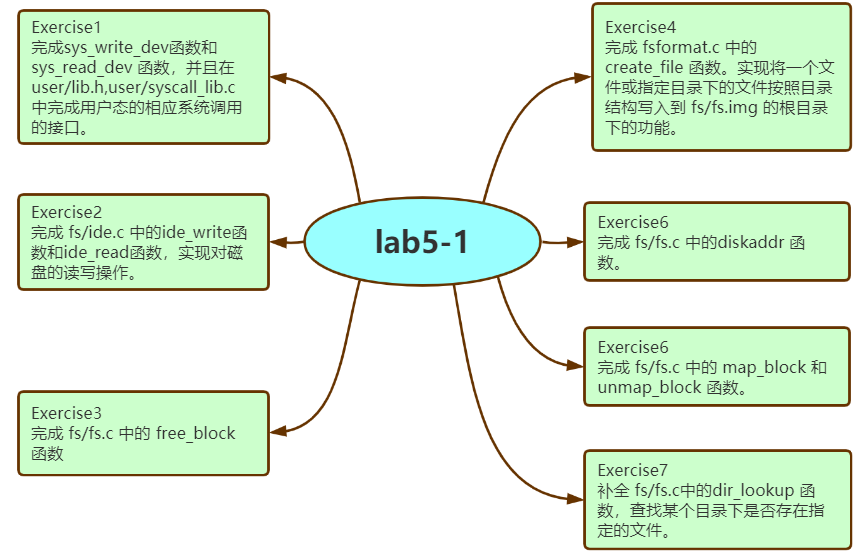 Exercise1
完成sys_write_dev函数和
sys_read_dev 函数，并且在
user/lib.h,user/syscall_lib.c
中完成用户态的相应系统调用
的接口。
Exercise2
完成 fs/ide.c 中的ide_write函
数和ide_read函数，实现对磁
盘的读写操作。
Exercise3
完成 fs/fs.c 中的 free_block
函数
lab5-1
Exercise4
完成 fsformat.c 中的
create_file 函数。实现将一个文
件或指定目录下的文件按照目录
结构写入到 fs/fs.img 的根目录
下的功能。
Exercise6
完成 fs/fs.c 中的diskaddr 函
数。
Exercise6
完成 fs/fs.c 中的 map_block 和
unmap_block 函数。
Exercise7
补全 fs/fs.c中的dir_lookup 函
数，查找某个目录下是否存在指
定的文件。